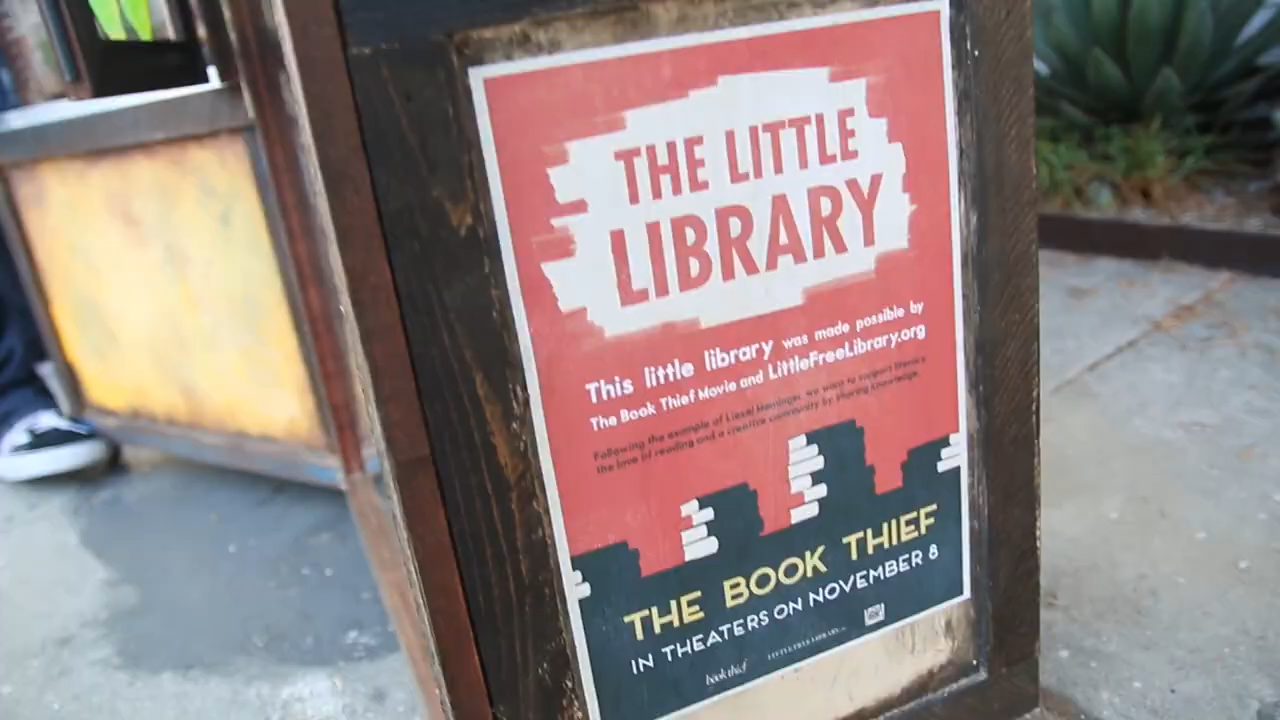 THE LITTLE
LIBRARY
This little library was made possible by
The Book Thief Movie and LittleFreeLibrary.org
Following the example of Liesel Meminger, we want to support literacy,
the love of reading and a creative community by sharing knowledge.
THE BOOK THIEF
IN THEATERS ON NOVEMBER 8
book thief